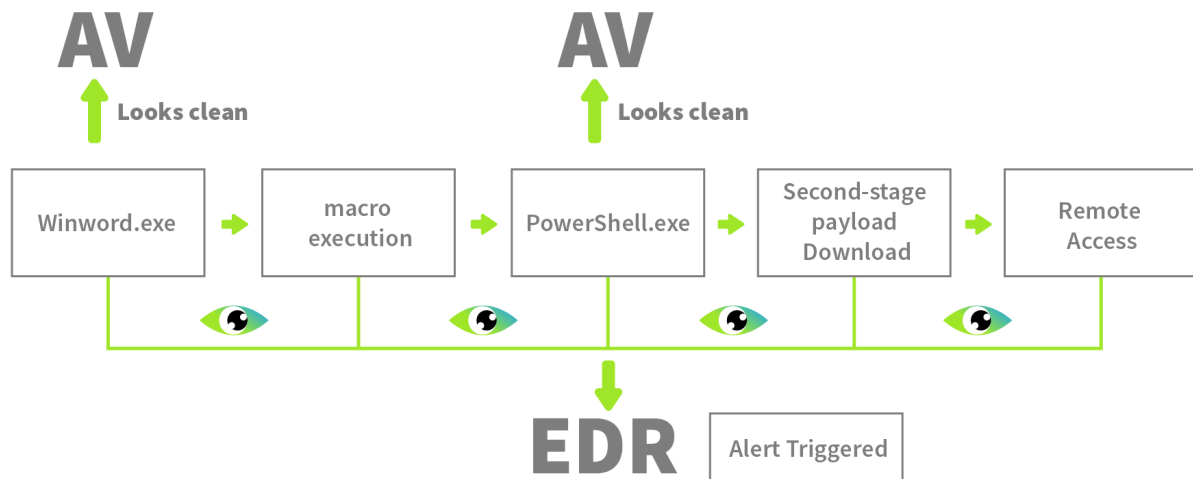 AV
AV
Looks clean
Looks clean
Winword.exe
macro
execution
PowerShell.exe
Second-stage
payload
Download
Remote
Access
EDR
Alert Triggered